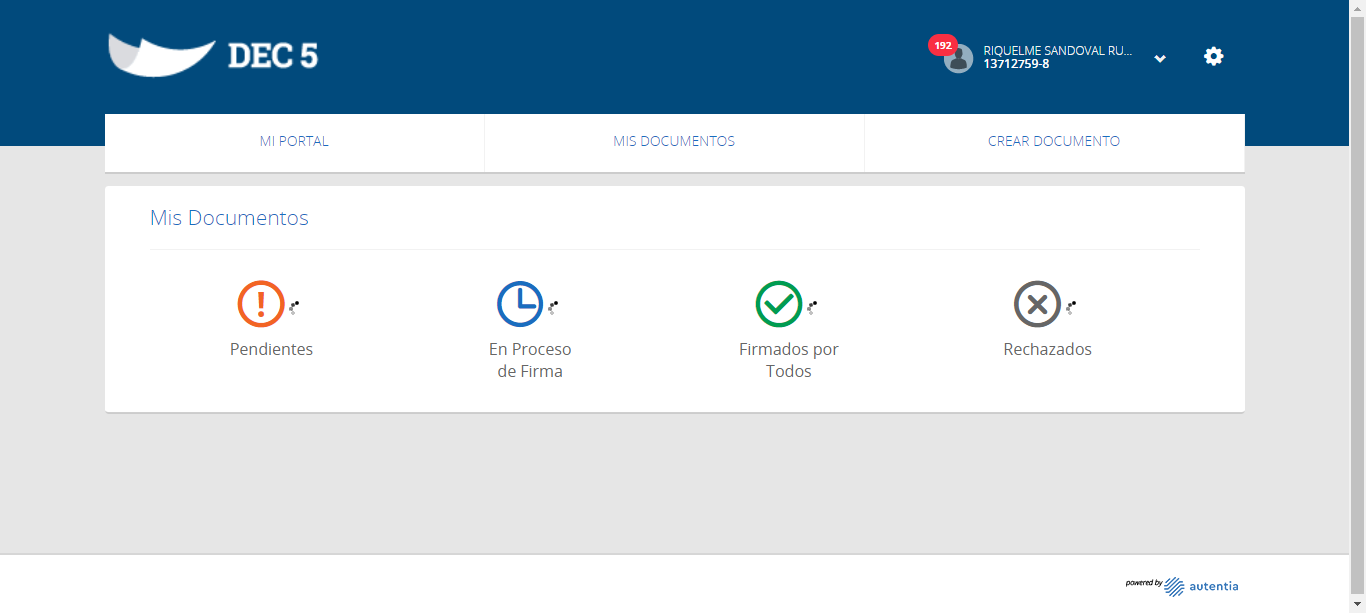 DEC 5
192
RIQUELME SANDOVAL RU...
13712759-8
MI PORTAL
MIS DOCUMENTOS
CREAR DOCUMENTO
Mis Documentos
Pendientes
En Proceso
de Firma
Firmados por
Todos
Rechazados
powered by
autentia